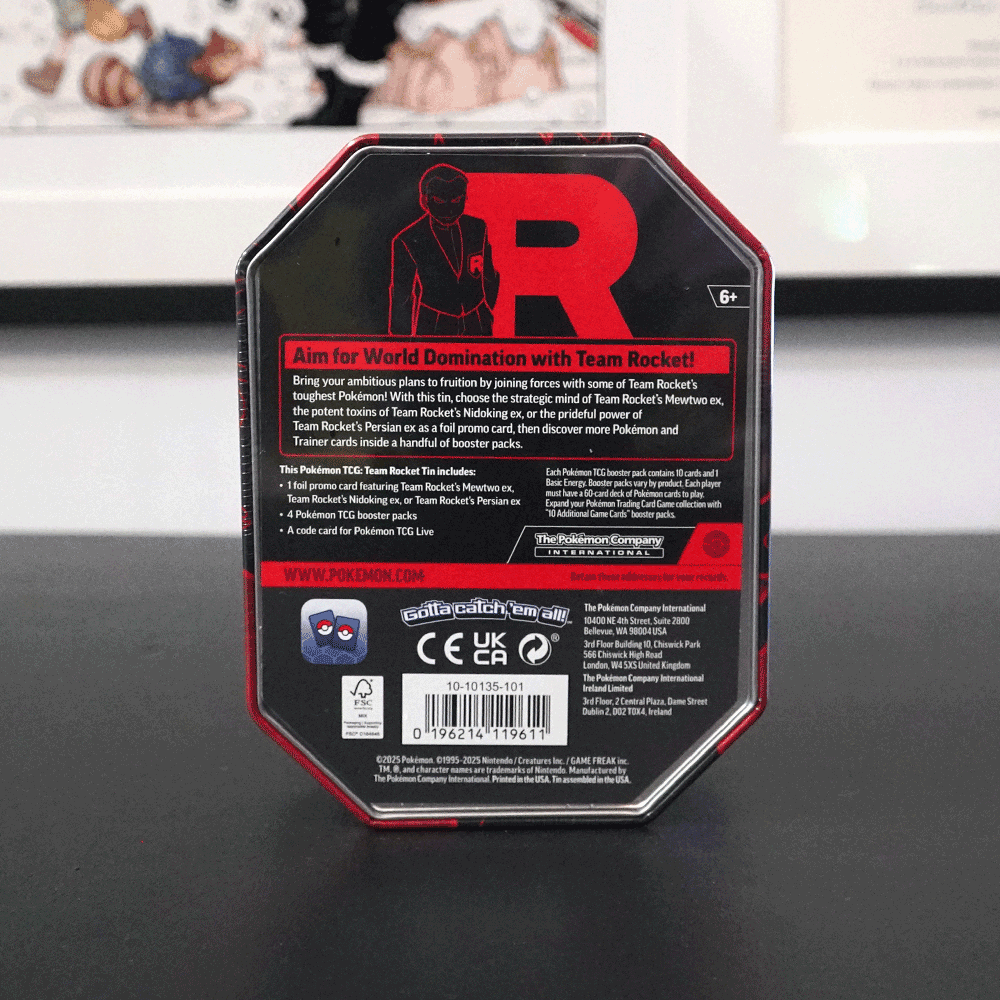 R
R
6+
Aim for World Domination with Team Rocket!
Bring your ambitious plans to fruition by joining forces with some of Team Rocket's
toughest Pokémon! With this tin, choose the strategic mind of Team Rocket's Mewtwo ex,
the potent toxins of Team Rocket's Nidoking ex, or the prideful power of
Team Rocket's Persian ex as a foil promo card, then discover more Pokémon and
Trainer cards inside a handful of booster packs.
This Pokémon TCG: Team Rocket Tin includes:
• 1 foil promo card featuring Team Rocket's Mewtwo ex,
Team Rocket's Nidoking ex, or Team Rocket's Persian ex
• 4 Pokémon TCG booster packs
• A code card for Pokémon TCG Live
Each Pokémon TCG booster pack contains 10 cards and 1
Basic Energy. Booster packs vary by product. Each player
must have a 60-card deck of Pokémon cards to play.
Expand your Pokémon Trading Card Game collection with
"10 Additional Game Cards" booster packs.
The Pokémon Company
INTERNATIONAL
WWW.POKEMON.COM
Retain these addresses for your records.
Gotta catch 'em all!™
CE UK
CA ®
The Pokémon Company International
10400 NE 4th Street, Suite 2800
Bellevue, WA 98004 USA
3rd Floor Building 10, Chiswick Park
566 Chiswick High Road
London, W4 5XS United Kingdom
The Pokémon Company International
Ireland Limited
3rd Floor, 2 Central Plaza, Dame Street
Dublin 2, D02 T0X4, Ireland
FSC
MIX
10-10135-101
0 196214 119611
©2025 Pokémon. ©1995-2025 Nintendo / Creatures Inc. / GAME FREAK inc.
TM, ®, and character names are trademarks of Nintendo. Manufactured by
The Pokémon Company International. Printed in the USA. Tin assembled in the USA.